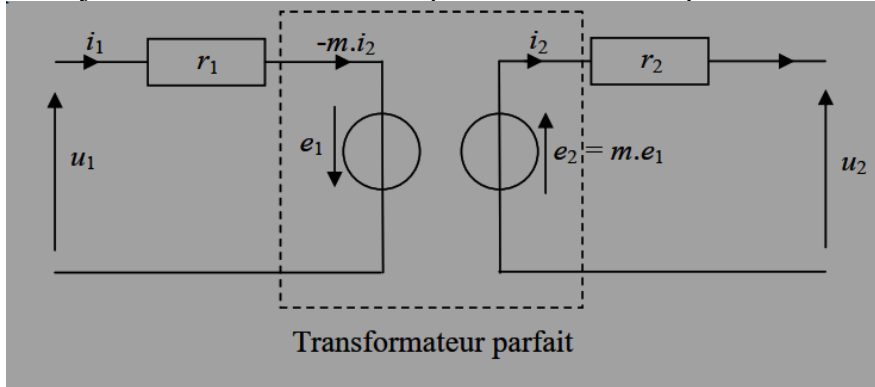 i1
r1
-m.i2
i2
r2
u1
e1
e2 = m.e1
u2
Transformateur parfait